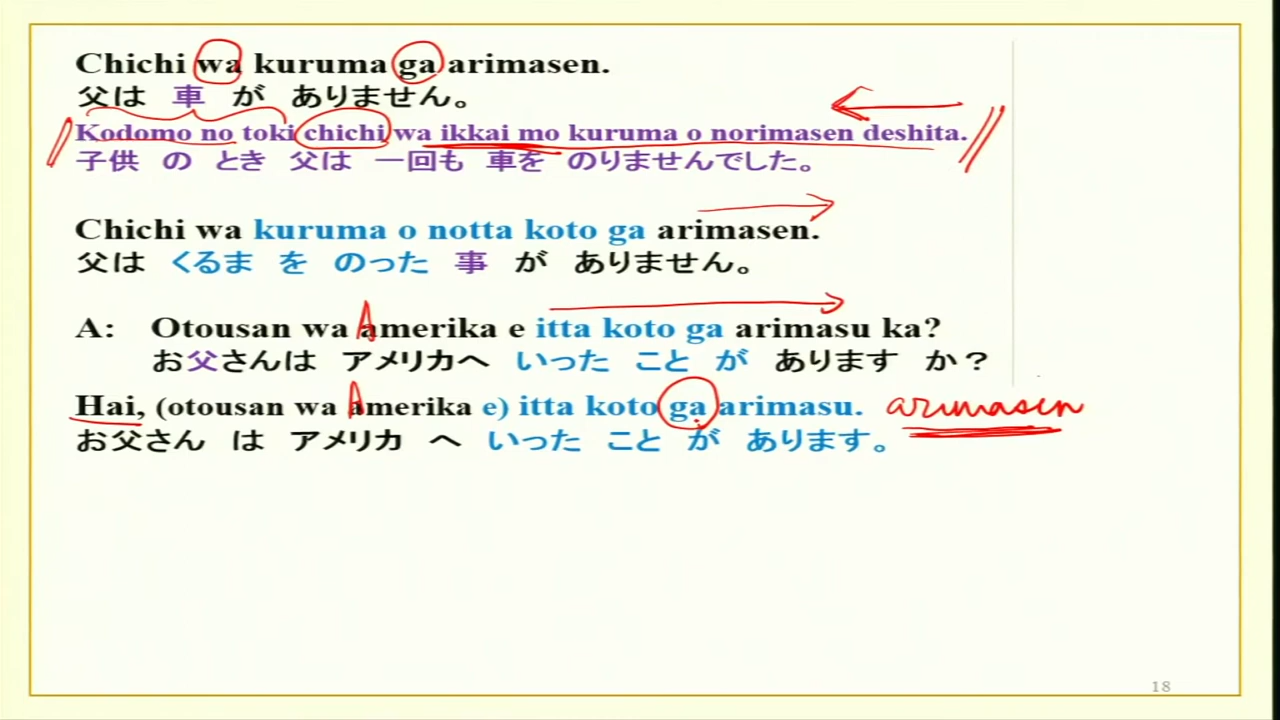 Chichi wa kuruma ga arimasen.
父は 車 が ありません。
Kodomo no toki chichi wa ikkai mo kuruma o norimasen deshita.
子供 の とき 父は 一回も 車を のりませんでした。
Chichi wa kuruma o notta koto ga arimasen.
父は くるま を のった 事 が ありません。
A: Otousan wa Amerika e itta koto ga arimasu ka?
お父さんは アメリカへ いった こと が あります か？
Hai, (otousan wa Amerika e) itta koto ga arimasu. arimasen
お父さん は アメリカ へ いった こと が あります。
18